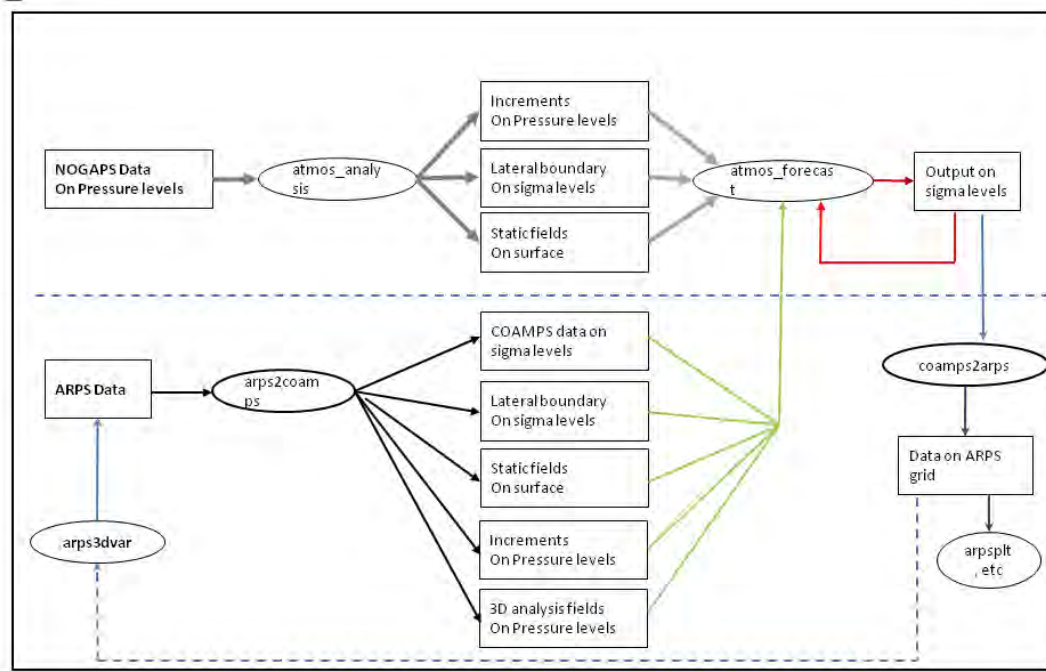 Increments
On Pressure levels
NOGAPS Data
On Pressure levels
atmos_analy
sis
Lateral boundary
On sigma levels
atmos_forecas
t
Output on
sigma levels
Static fields
On surface
COAMPS data on
sigma levels
ARPS Data
arps2coam
ps
coamps2arps
Lateral boundary
On sigma levels
Data on ARPS
grid
Static fields
On surface
arps3dvar
Increments
On Pressure levels
arpsplt
, etc
3D analysis fields
On Pressure levels